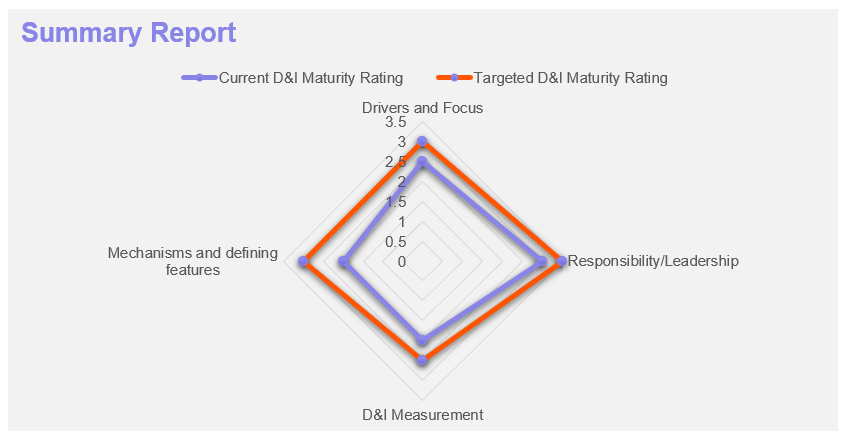 Summary Report
Current D&I Maturity Rating
Targeted D&I Maturity Rating
Drivers and Focus
3.5
3
2.5
2
1.5
1
0.5
0
Mechanisms and defining
features
Responsibility/Leadership
D&I Measurement